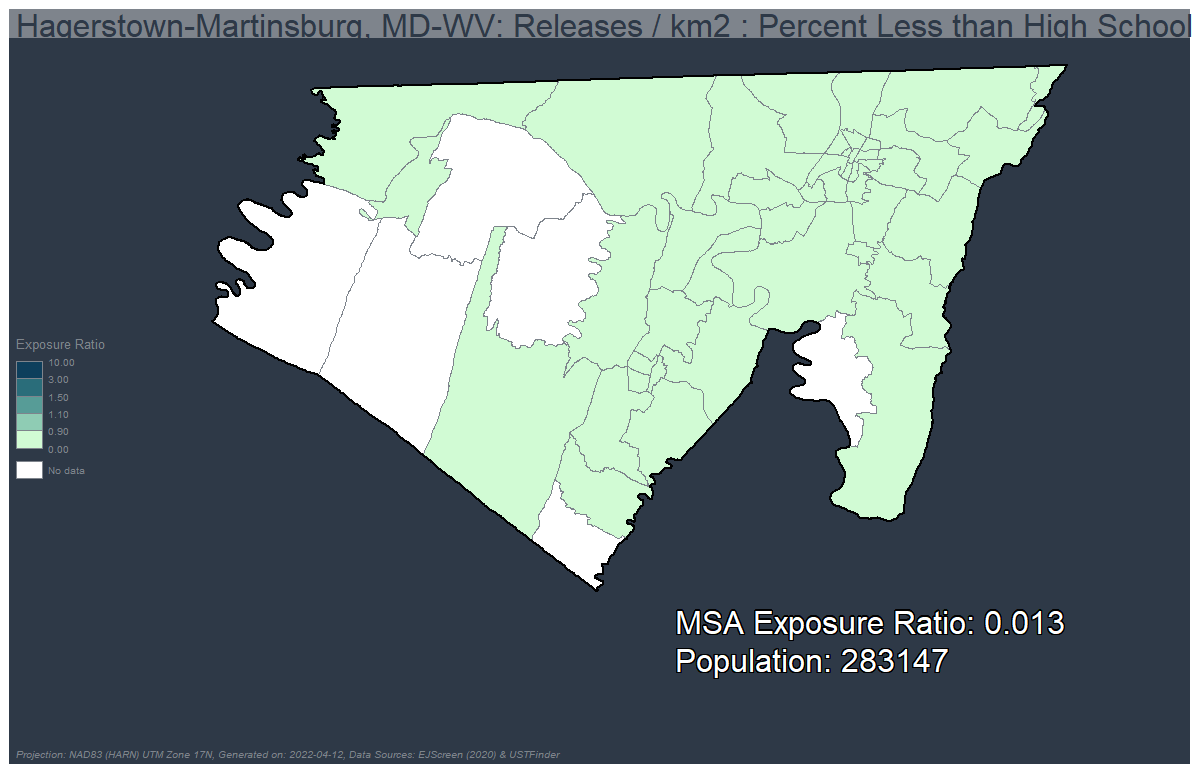 Hagerstown-Martinsburg, MD-WV: Releases / km2 : Percent Less than High School
Exposure Ratio
10.00
3.00
1.50
1.10
0.90
0.00
No data
MSA Exposure Ratio: 0.013
Population: 283147
Projection: NAD83 (HARN) UTM Zone 17N, Generated on: 2022-04-12, Data Sources: EJScreen (2020) & USTFinder